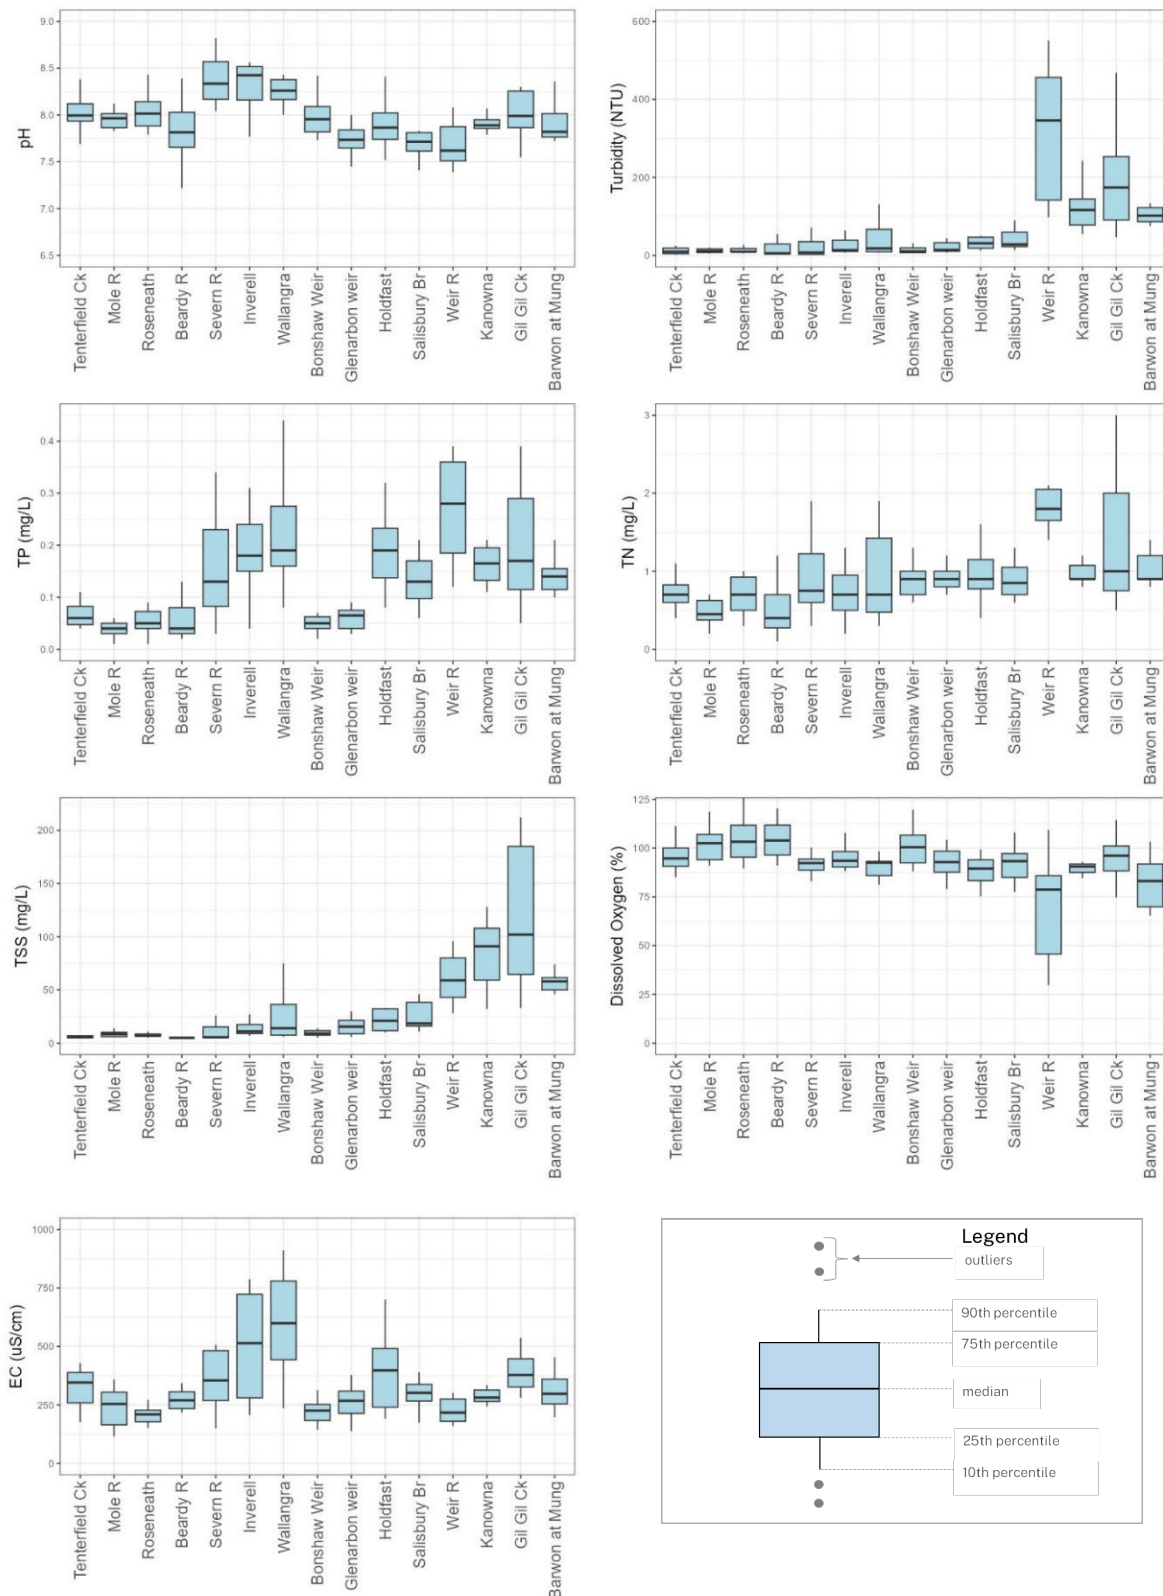 pH
9.0
8.5
8.0
7.5
7.0
6.5
Tenterfield Ck
Mole R
Roseneath
Beardy R
Severn R
Inverell
Wallangra
Bonshaw Weir
Glenarbon weir
Holdfast
Salisbury Br
Weir R
Kanowna
Gil Gil Ck
Barwon at Mung
Turbidity (NTU)
600
400
200
0
Tenterfield Ck
Mole R
Roseneath
Beardy R
Severn R
Inverell
Wallangra
Bonshaw Weir
Glenarbon weir
Holdfast
Salisbury Br
Weir R
Kanowna
Gil Gil Ck
Barwon at Mung
TP (mg/L)
0.4
0.3
0.2
0.1
0.0
Tenterfield Ck
Mole R
Roseneath
Beardy R
Severn R
Inverell
Wallangra
Bonshaw Weir
Glenarbon weir
Holdfast
Salisbury Br
Weir R
Kanowna
Gil Gil Ck
Barwon at Mung
TN (mg/L)
3
2
1
0
Tenterfield Ck
Mole R
Roseneath
Beardy R
Severn R
Inverell
Wallangra
Bonshaw Weir
Glenarbon weir
Holdfast
Salisbury Br
Weir R
Kanowna
Gil Gil Ck
Barwon at Mung
TSS (mg/L)
200
150
100
50
0
Tenterfield Ck
Mole R
Roseneath
Beardy R
Severn R
Inverell
Wallangra
Bonshaw Weir
Glenarbon weir
Holdfast
Salisbury Br
Weir R
Kanowna
Gil Gil Ck
Barwon at Mung
Dissolved Oxygen (%)
125
100
75
50
25
0
Tenterfield Ck
Mole R
Roseneath
Beardy R
Severn R
Inverell
Wallangra
Bonshaw Weir
Glenarbon weir
Holdfast
Salisbury Br
Weir R
Kanowna
Gil Gil Ck
Barwon at Mung
EC (uS/cm)
1000
750
500
250
0
Tenterfield Ck
Mole R
Roseneath
Beardy R
Severn R
Inverell
Wallangra
Bonshaw Weir
Glenarbon weir
Holdfast
Salisbury Br
Weir R
Kanowna
Gil Gil Ck
Barwon at Mung
Legend
outliers
90th percentile
75th percentile
median
25th percentile
10th percentile